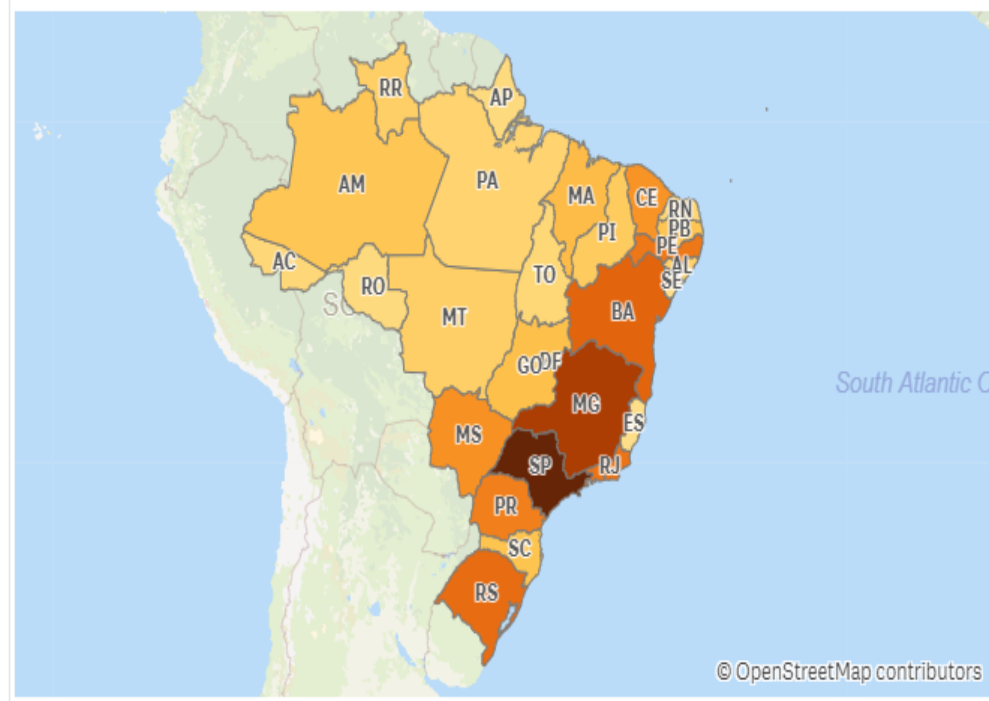 RR
AP
AM
PA
MA
CE
RN
PB
PI
PE
AL
SE
AC
RO
TO
MT
BA
GO
DF
MG
ES
MS
SP
RJ
PR
SC
RS
South Atlantic
© OpenStreetMap contributors